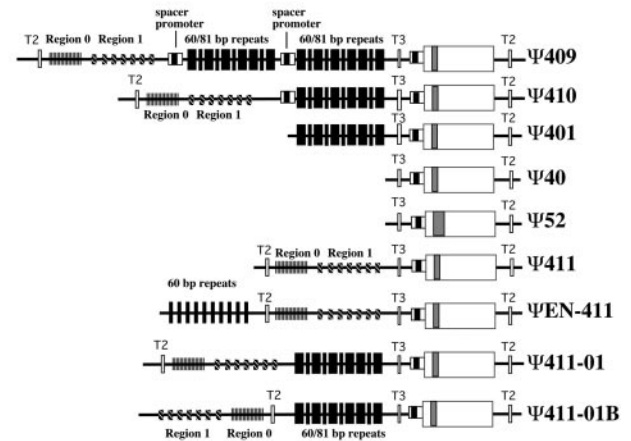 spacer promoter spacer promoter
T2 Region 0 Region 1 60/81 bp repeats 60/81 bp repeats T3 T2 Ψ409
T2 Region 0 Region 1 T3 T2 Ψ410
T3 T2 Ψ401
T3 T2 Ψ40
T3 T2 Ψ52
T2 Region 0 Region 1 T3 T2 Ψ411
60 bp repeats T2 T3 T2 ΨEN-411
T2 T3 T2 Ψ411-01
T2 T3 T2 Ψ411-01B
Region 1 Region 0 60/81 bp repeats